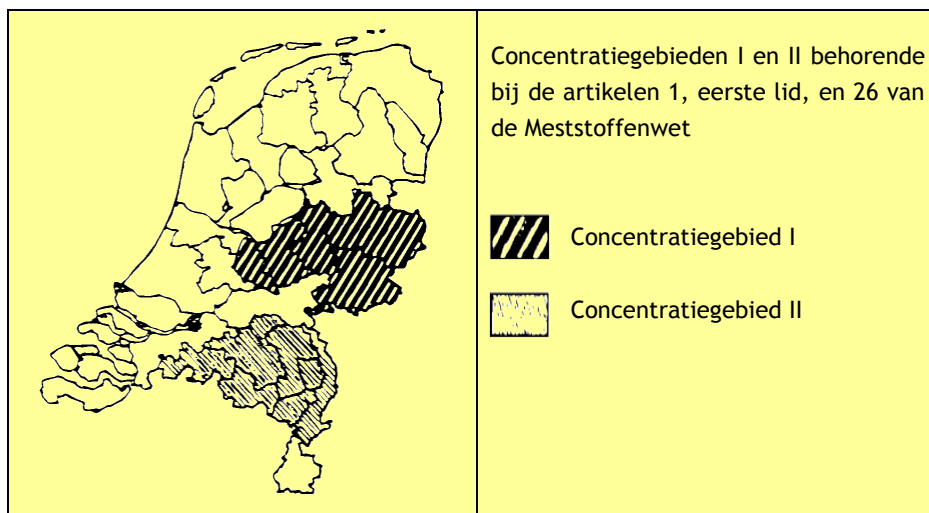 Concentratiegebieden I en II behorende
bij de artikelen 1, eerste lid, en 26 van
de Meststoffenwet
Concentratiegebied I
Concentratiegebied II